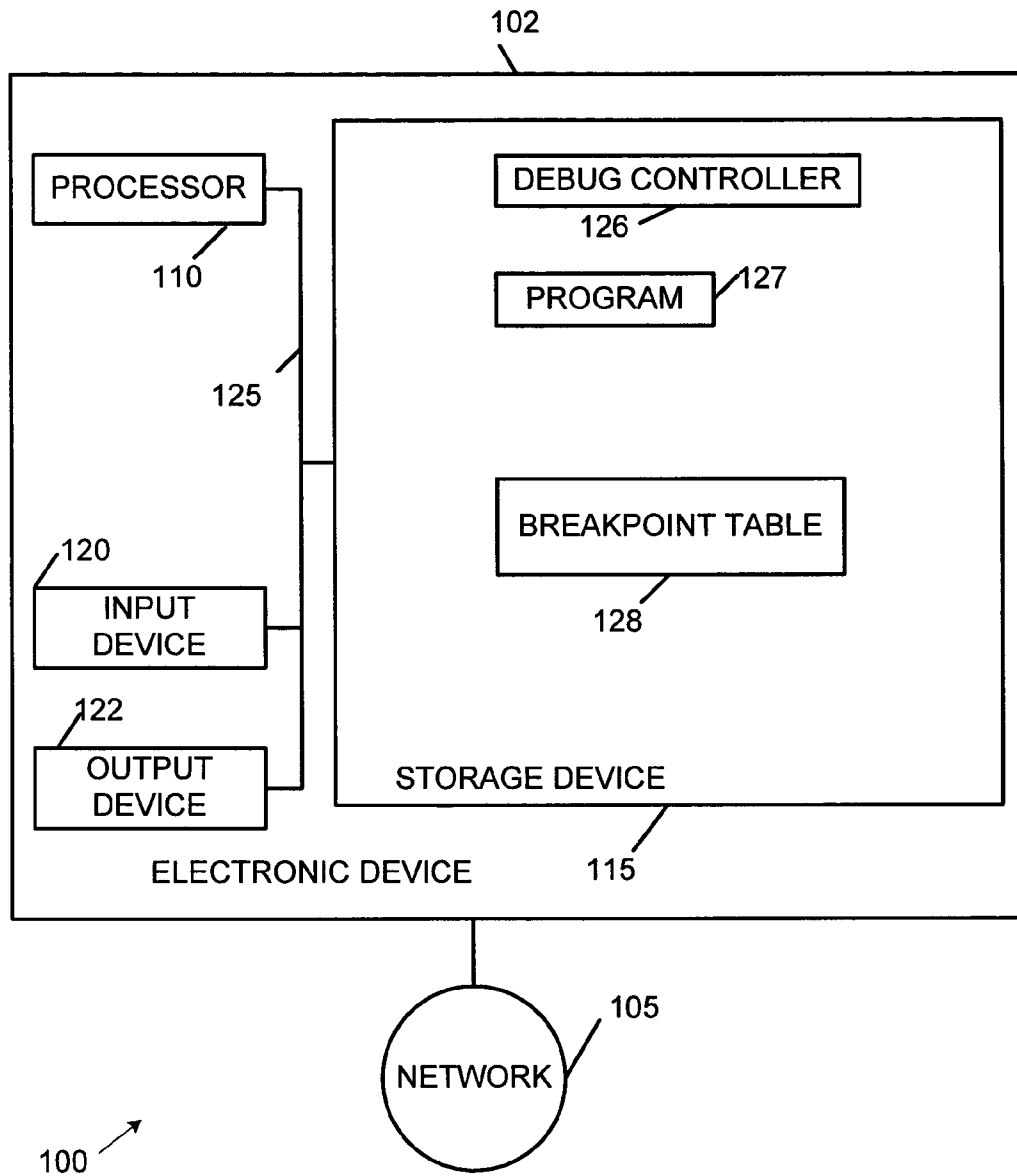 102
PROCESSOR
DEBUG CONTROLLER
126
110
PROGRAM
127
125
BREAKPOINT TABLE
128
120
INPUT
DEVICE
122
OUTPUT
DEVICE
STORAGE DEVICE
115
ELECTRONIC DEVICE
105
NETWORK
100